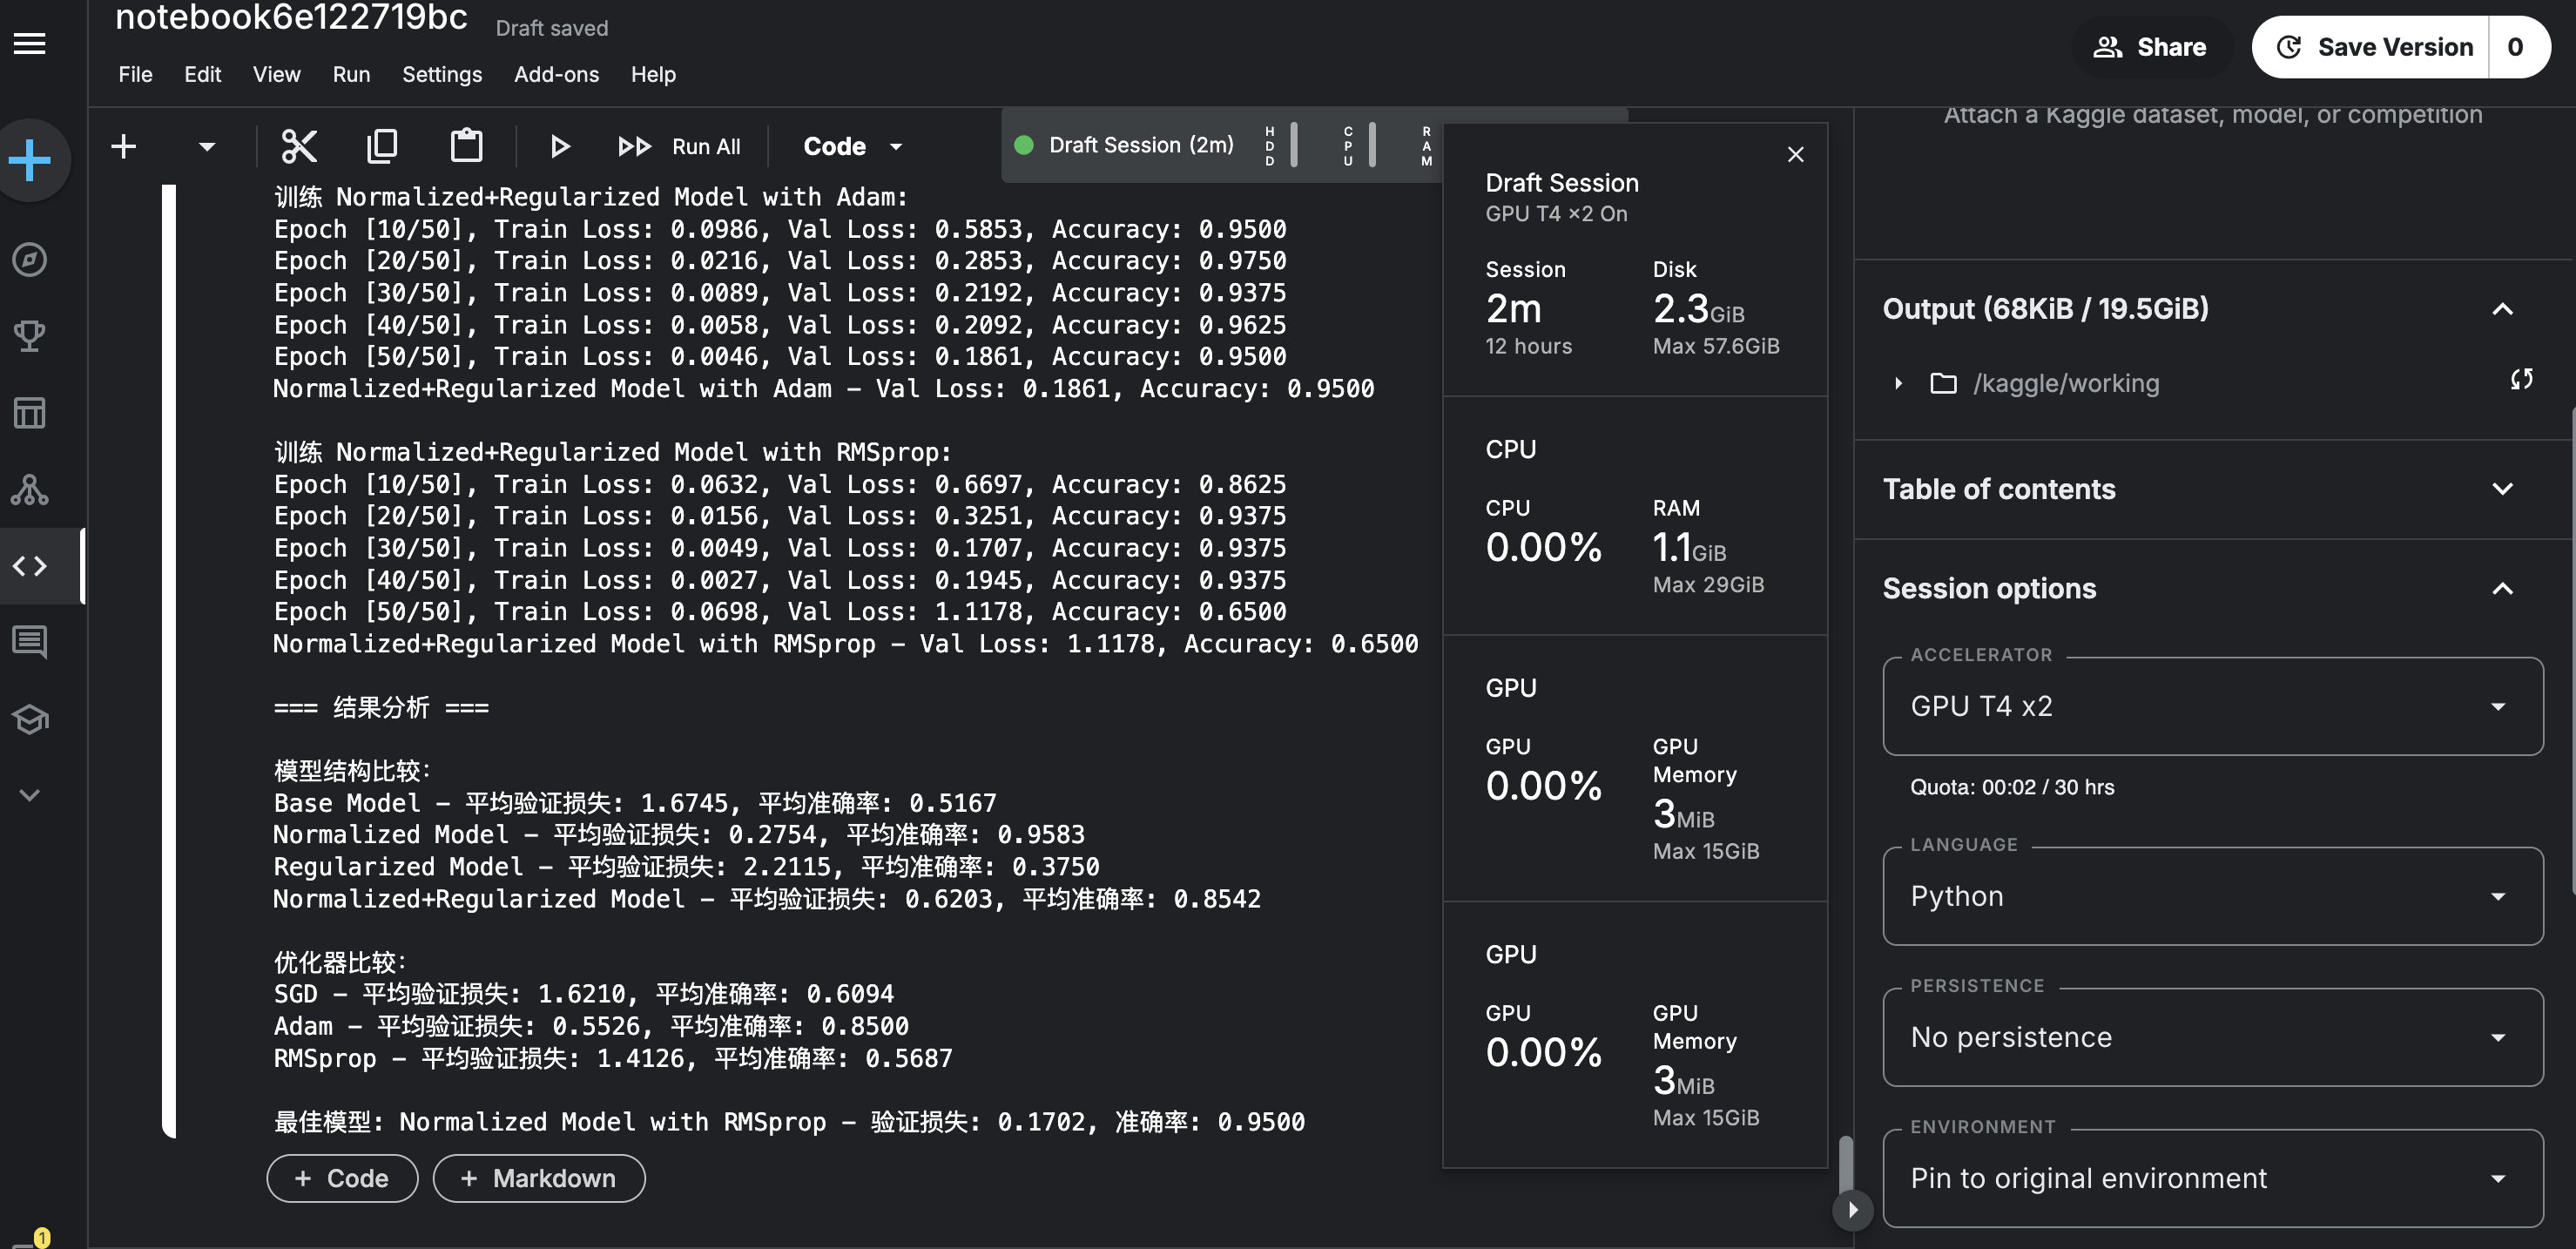 notebook6e122719bc
Draft saved
File Edit View Run Settings Add-ons Help
Share
Save Version 0
Run All
Code
Draft Session (2m)
HDD
CPU
RAM
训练 Normalized+Regularized Model with Adam:
Epoch [10/50], Train Loss: 0.0986, Val Loss: 0.5853, Accuracy: 0.9500
Epoch [20/50], Train Loss: 0.0216, Val Loss: 0.2853, Accuracy: 0.9750
Epoch [30/50], Train Loss: 0.0089, Val Loss: 0.2192, Accuracy: 0.9375
Epoch [40/50], Train Loss: 0.0058, Val Loss: 0.2092, Accuracy: 0.9625
Epoch [50/50], Train Loss: 0.0046, Val Loss: 0.1861, Accuracy: 0.9500
Normalized+Regularized Model with Adam - Val Loss: 0.1861, Accuracy: 0.9500
训练 Normalized+Regularized Model with RMSprop:
Epoch [10/50], Train Loss: 0.0632, Val Loss: 0.6697, Accuracy: 0.8625
Epoch [20/50], Train Loss: 0.0156, Val Loss: 0.3251, Accuracy: 0.9375
Epoch [30/50], Train Loss: 0.0049, Val Loss: 0.1707, Accuracy: 0.9375
Epoch [40/50], Train Loss: 0.0027, Val Loss: 0.1945, Accuracy: 0.9375
Epoch [50/50], Train Loss: 0.0698, Val Loss: 1.1178, Accuracy: 0.6500
Normalized+Regularized Model with RMSprop - Val Loss: 1.1178, Accuracy: 0.6500
=== 结果分析 ===
模型结构比较:
Base Model - 平均验证损失: 1.6745, 平均准确率: 0.5167
Normalized Model - 平均验证损失: 0.2754, 平均准确率: 0.9583
Regularized Model - 平均验证损失: 2.2115, 平均准确率: 0.3750
Normalized+Regularized Model - 平均验证损失: 0.6203, 平均准确率: 0.8542
优化器比较:
SGD - 平均验证损失: 1.6210, 平均准确率: 0.6094
Adam - 平均验证损失: 0.5526, 平均准确率: 0.8500
RMSprop - 平均验证损失: 1.4126, 平均准确率: 0.5687
最佳模型: Normalized Model with RMSprop - 验证损失: 0.1702, 准确率: 0.9500
+ Code
+ Markdown
1
Draft Session
GPU T4 ×2 On
Session Disk
2m 2.3GiB
12 hours Max 57.6GiB
CPU
CPU RAM
0.00% 1.1GiB
Max 29GiB
GPU
GPU GPU Memory
0.00% 3MiB
Max 15GiB
GPU
GPU GPU Memory
0.00% 3MiB
Max 15GiB
Attach a Kaggle dataset, model, or competition
Output (68KiB / 19.5GiB)
/kaggle/working
Table of contents
Session options
ACCELERATOR
GPU T4 x2
Quota: 00:02 / 30 hrs
LANGUAGE
Python
PERSISTENCE
No persistence
ENVIRONMENT
Pin to original environment